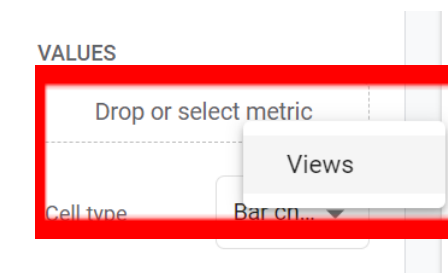 VALUES
Drop or select metric
Views
Cell type
Bar ch...